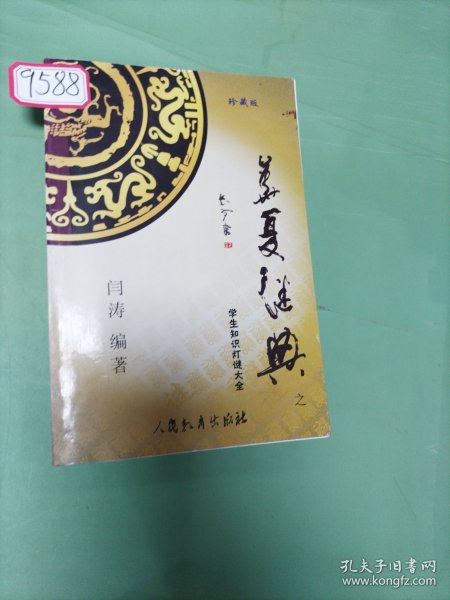 9588
珍藏版
华夏谜典
之
学生知识灯谜大全
闫涛 编著
人民教育出版社
孔夫子旧书网
www.kongfz.com